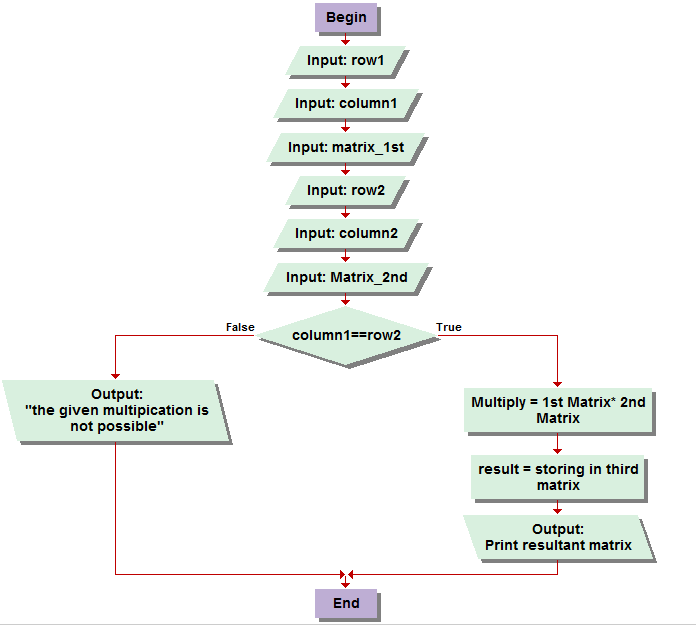 Begin
Input: row1
Input: column1
Input: matrix_1st
Input: row2
Input: column2
Input: Matrix_2nd
column1==row2
False
True
Output:
"the given multipication is
not possible"
Multiply = 1st Matrix* 2nd
Matrix
result = storing in third
matrix
Output:
Print resultant matrix
End